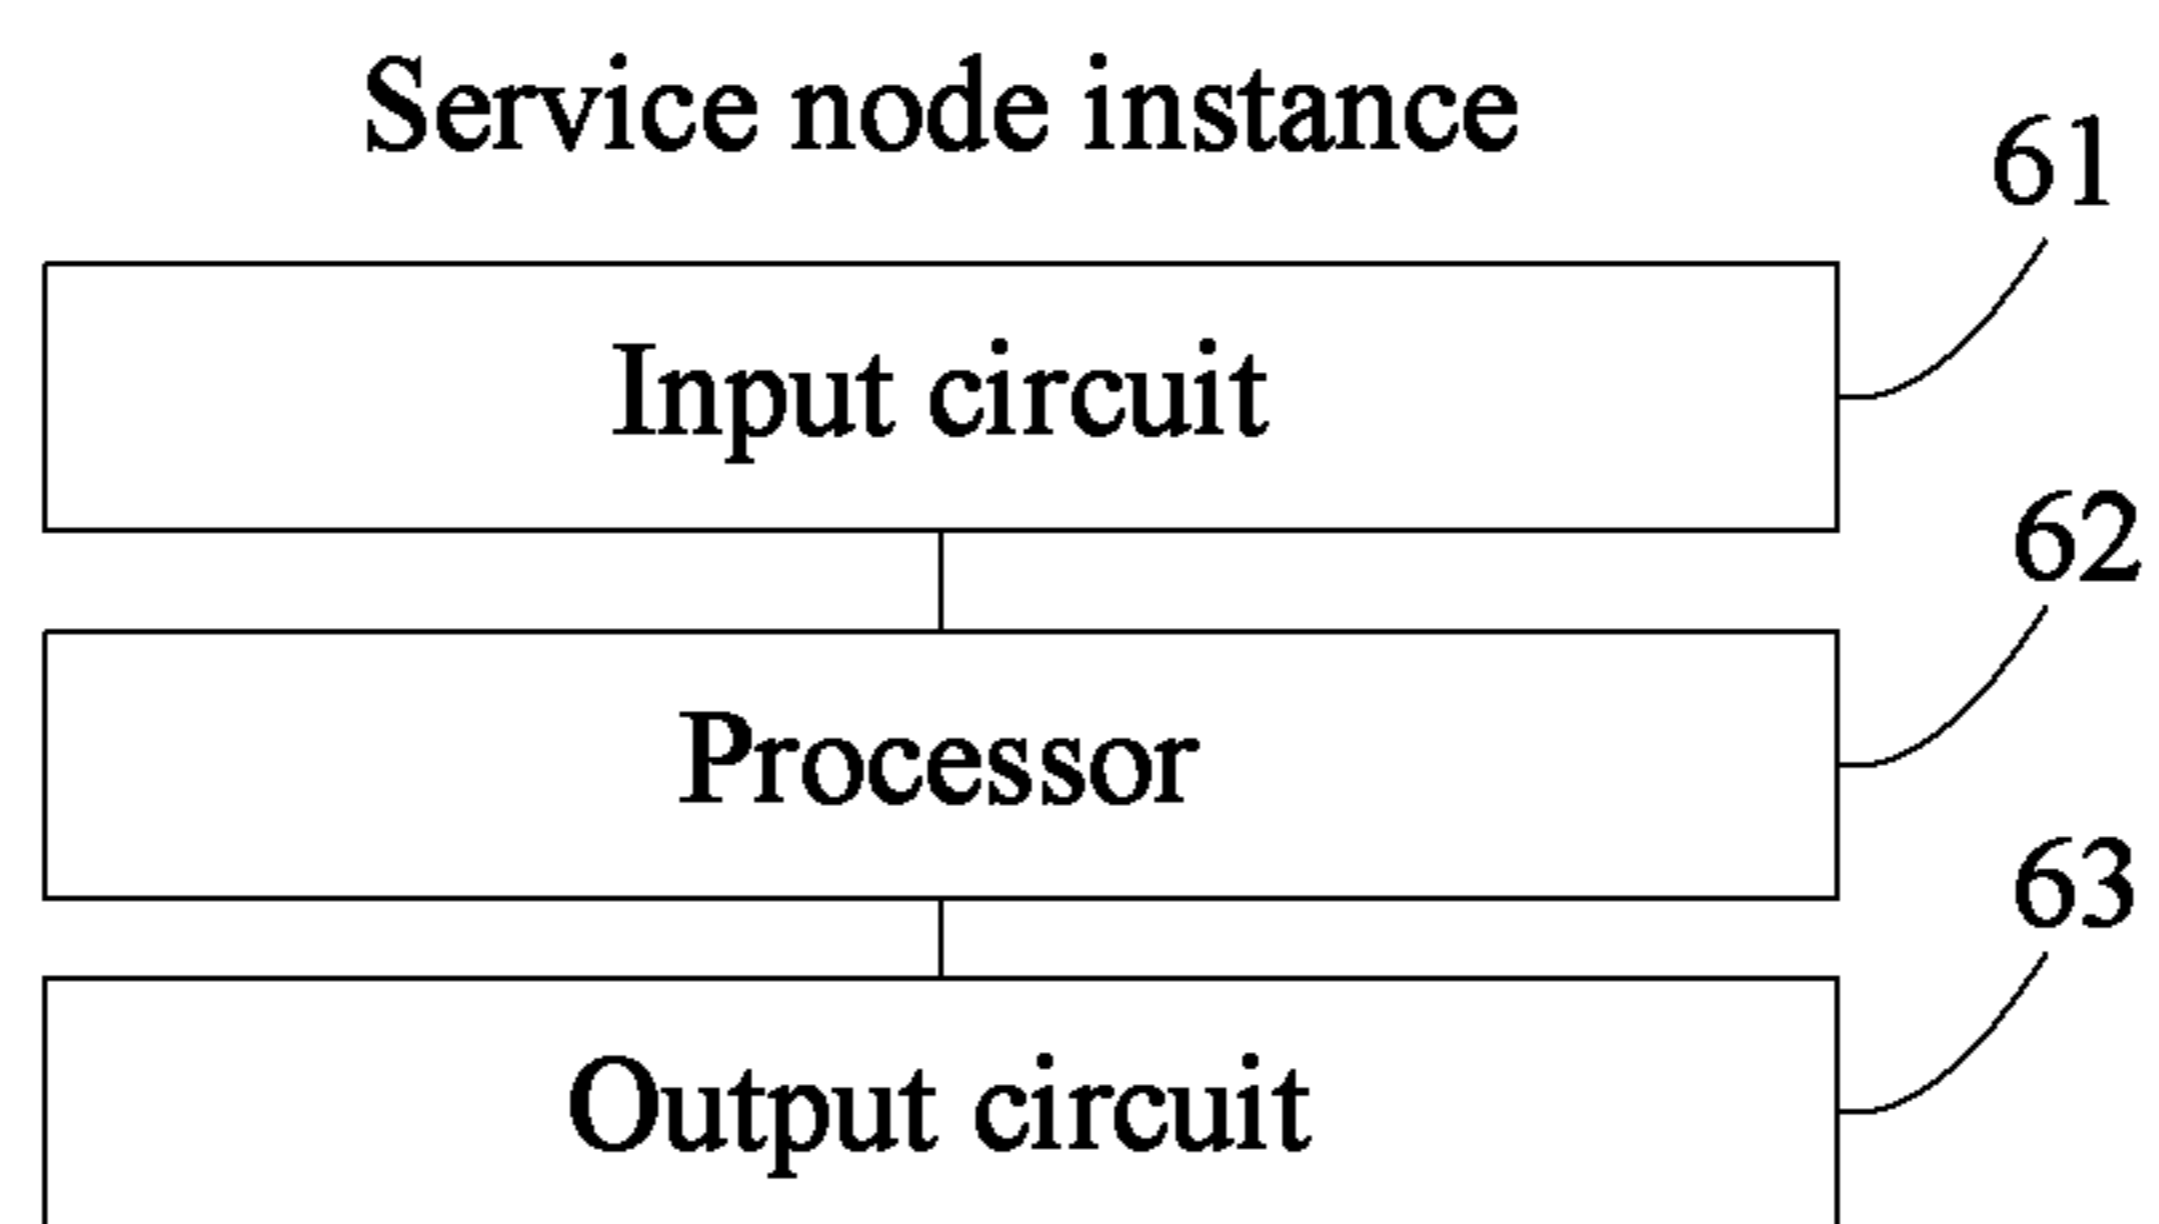 Service node instance
61
Input circuit
62
Processor
63
Output circuit